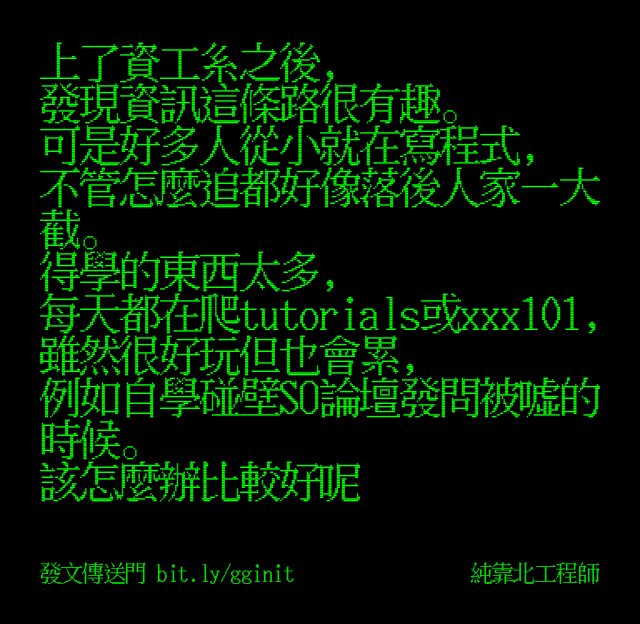 上了資工系之後,
發現資訊這條路很有趣。
可是好多人從小就在寫程式,
不管怎麼追都好像落後人家一大
截。
得學的東西太多,
每天都在爬tutorials或xxx101,
雖然很好玩但也會累,
例如自學碰壁SO論壇發問被噓的
時候。
該怎麼辦比較好呢
發文傳送門 bit.ly/gginit
純靠北工程師